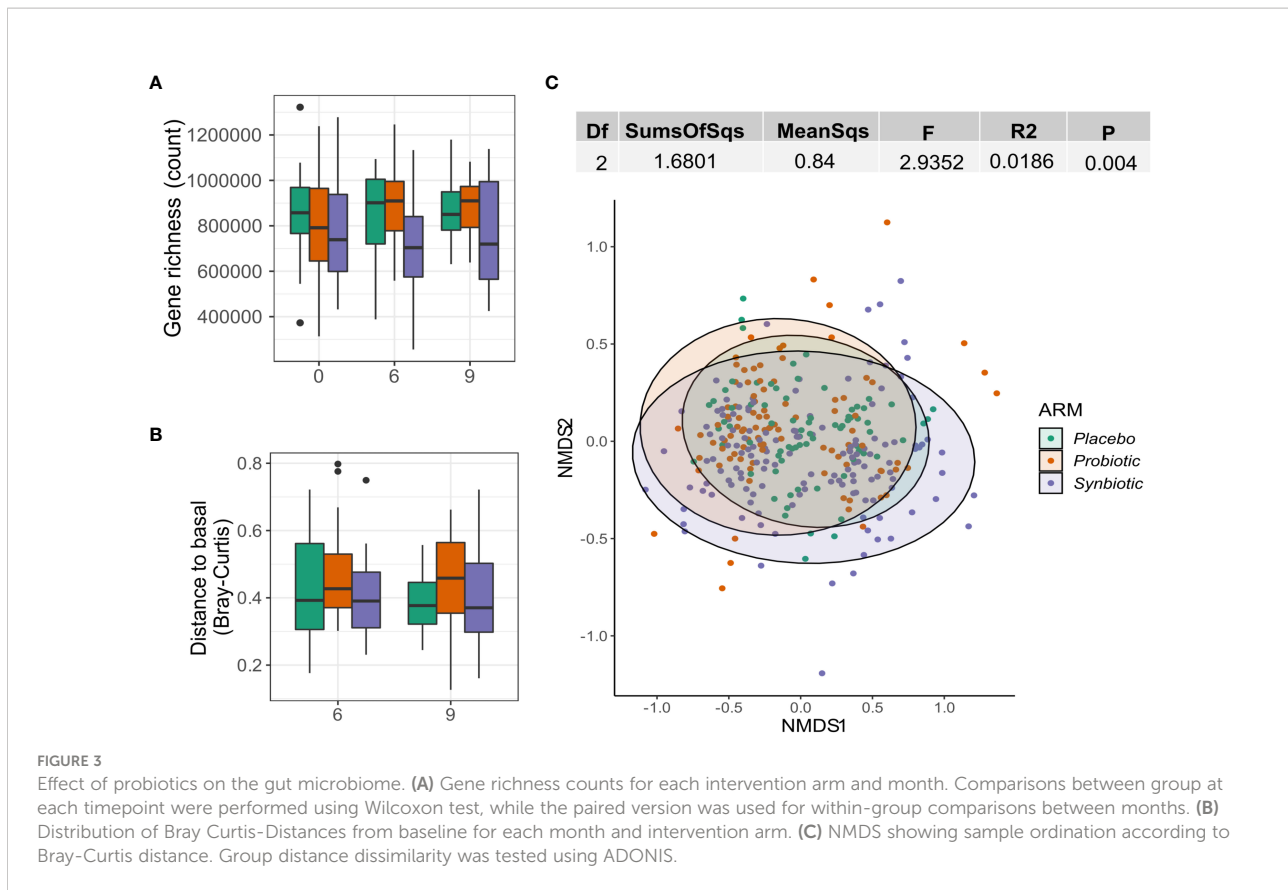 A
Gene richness (count)
1200000
1000000
800000
600000
400000
0 6 9
B
Distance to basal
(Bray-Curtis)
0.8
0.6
0.4
0.2
6 9
C
Df SumsOfSqs MeanSqs F R2 P
2 1.6801 0.84 2.9352 0.0186 0.004
NMDS2
1.0
0.5
0.0
-0.5
-1.0
-1.0 -0.5 0.0 0.5 1.0
NMDS1
ARM
Placebo
Probiotic
Synbiotic
FIGURE 3
Effect of probiotics on the gut microbiome. (A) Gene richness counts for each intervention arm and month. Comparisons between group at
each timepoint were performed using Wilcoxon test, while the paired version was used for within-group comparisons between months. (B)
Distribution of Bray Curtis-Distances from baseline for each month and intervention arm. (C) NMDS showing sample ordination according to
Bray-Curtis distance. Group distance dissimilarity was tested using ADONIS.